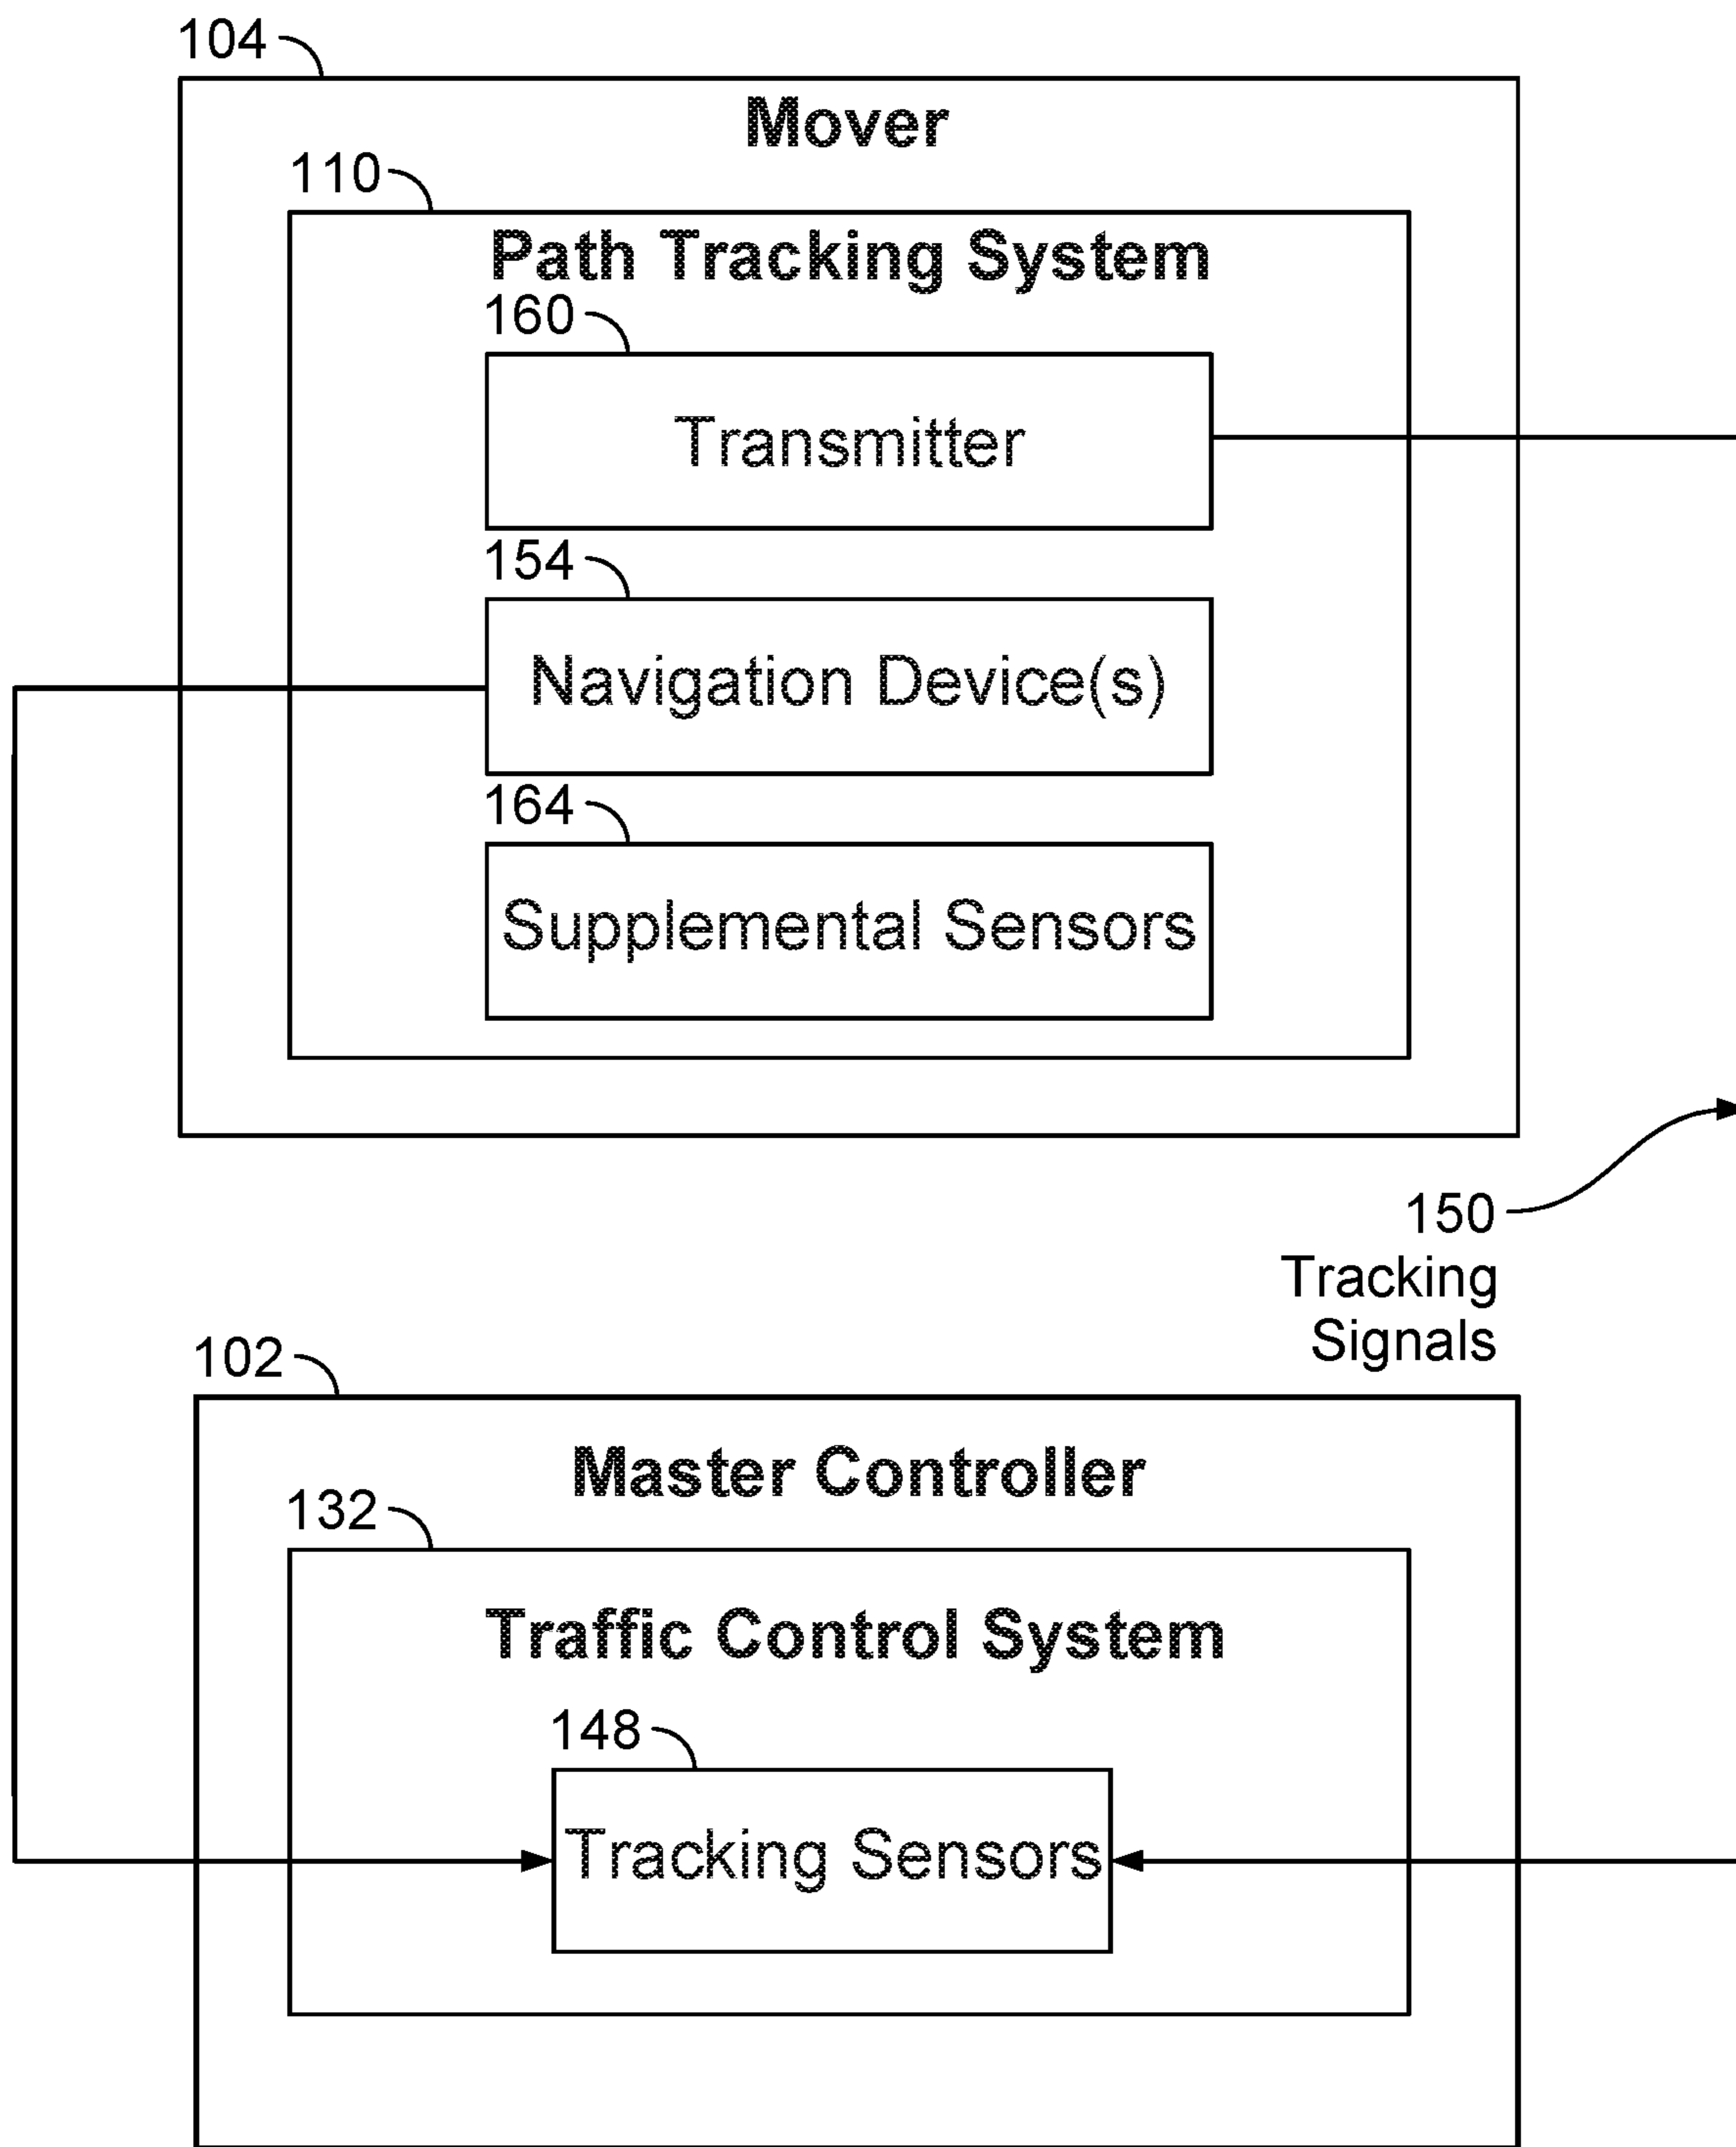 104
Mover
110
Path Tracking System
160
Transmitter
154
Navigation Device(s)
164
Supplemental Sensors
150
Tracking
Signals
102
Master Controller
132
Traffic Control System
148
Tracking Sensors